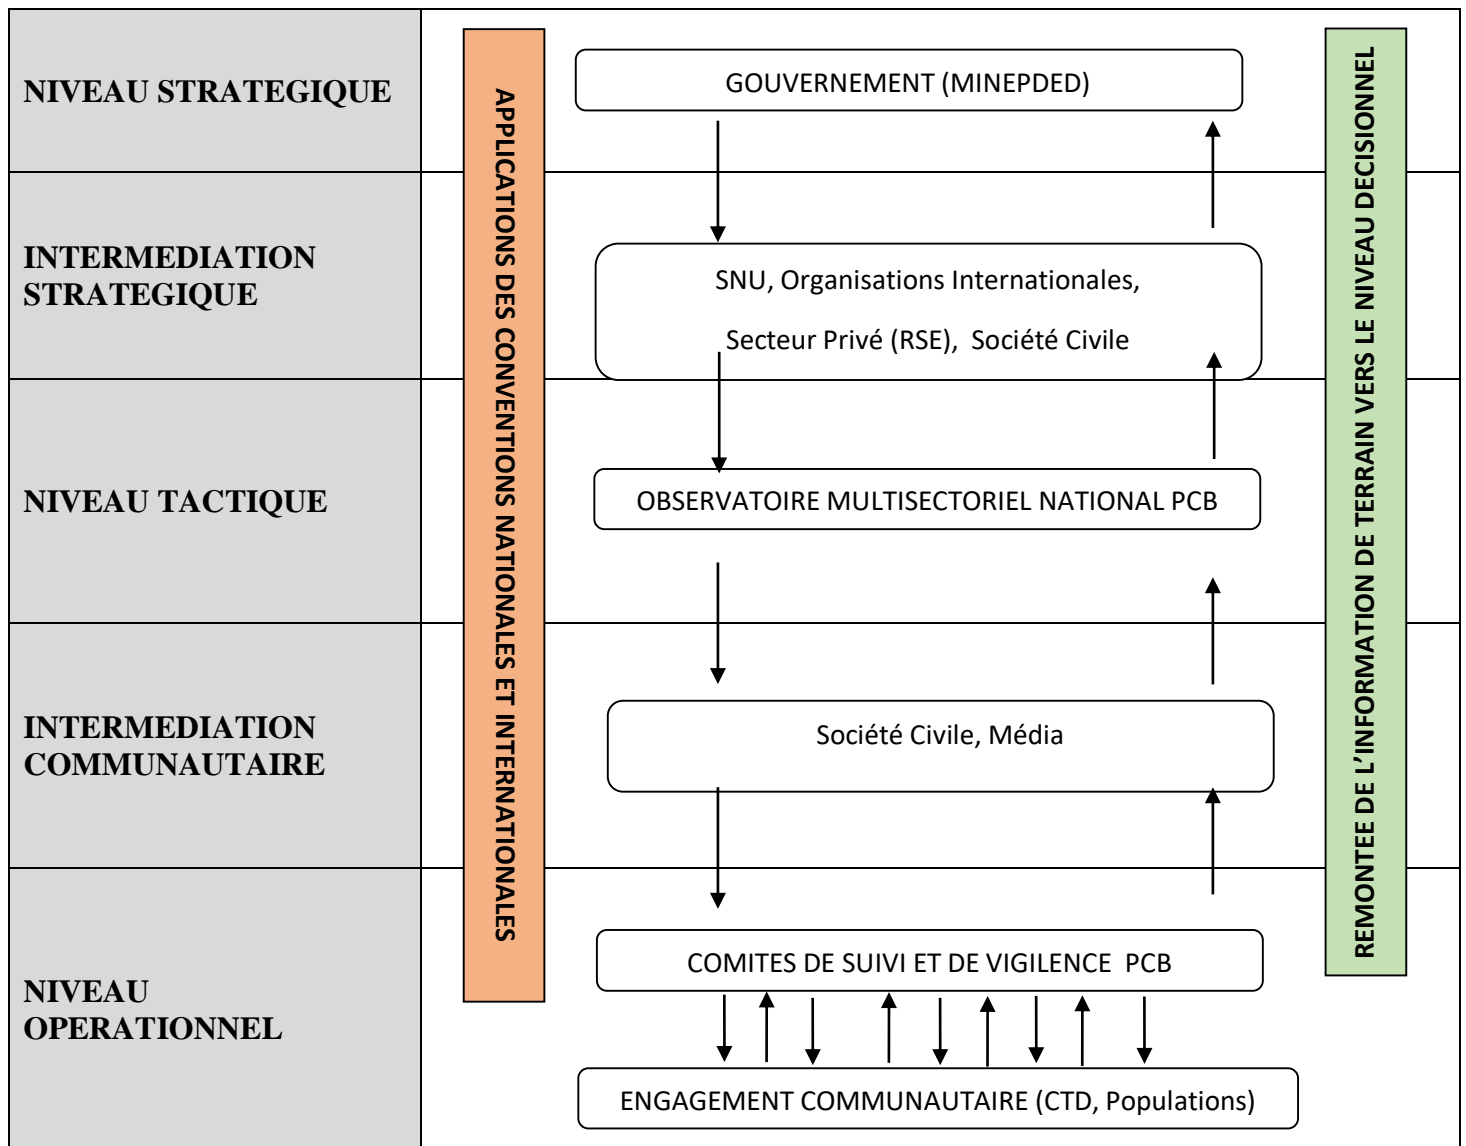 NIVEAU STRATEGIQUE
GOUVERNEMENT (MINEPDED)
INTERMEDIATION
STRATEGIQUE
SNU, Organisations Internationales,
Secteur Privé (RSE), Société Civile
NIVEAU TACTIQUE
OBSERVATOIRE MULTISECTORIEL NATIONAL PCB
INTERMEDIATION
COMMUNAUTAIRE
Société Civile, Média
NIVEAU
OPERATIONNEL
COMITES DE SUIVI ET DE VIGILENCE PCB
ENGAGEMENT COMMUNAUTAIRE (CTD, Populations)
APPLICATIONS DES CONVENTIONS NATIONALES ET INTERNATIONALES
REMONTEE DE L’INFORMATION DE TERRAIN VERS LE NIVEAU DECISIONNEL